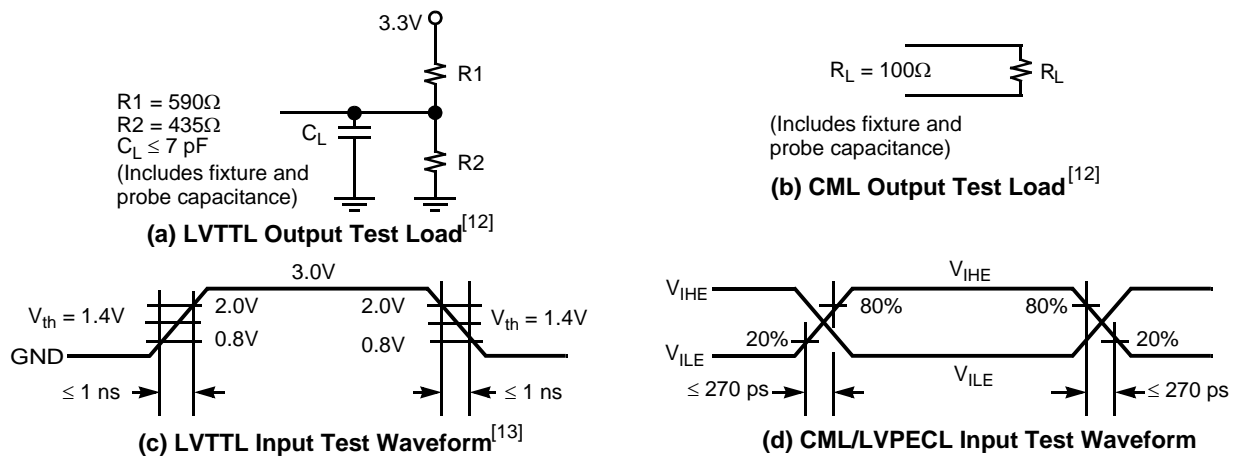 3.3V
R1
R1 = 590Ω
R2 = 435Ω
C_L ≤ 7 pF
(Includes fixture and
probe capacitance)
C_L
R2
(a) LVTTL Output Test Load[12]
R_L = 100Ω
R_L
(Includes fixture and
probe capacitance)
(b) CML Output Test Load[12]
3.0V
V_th = 1.4V
2.0V
0.8V
2.0V
0.8V
V_th = 1.4V
GND
≤ 1 ns
≤ 1 ns
(c) LVTTL Input Test Waveform[13]
V_IHE
V_IHE
80%
80%
20%
20%
V_ILE
V_ILE
≤ 270 ps
≤ 270 ps
(d) CML/LVPECL Input Test Waveform